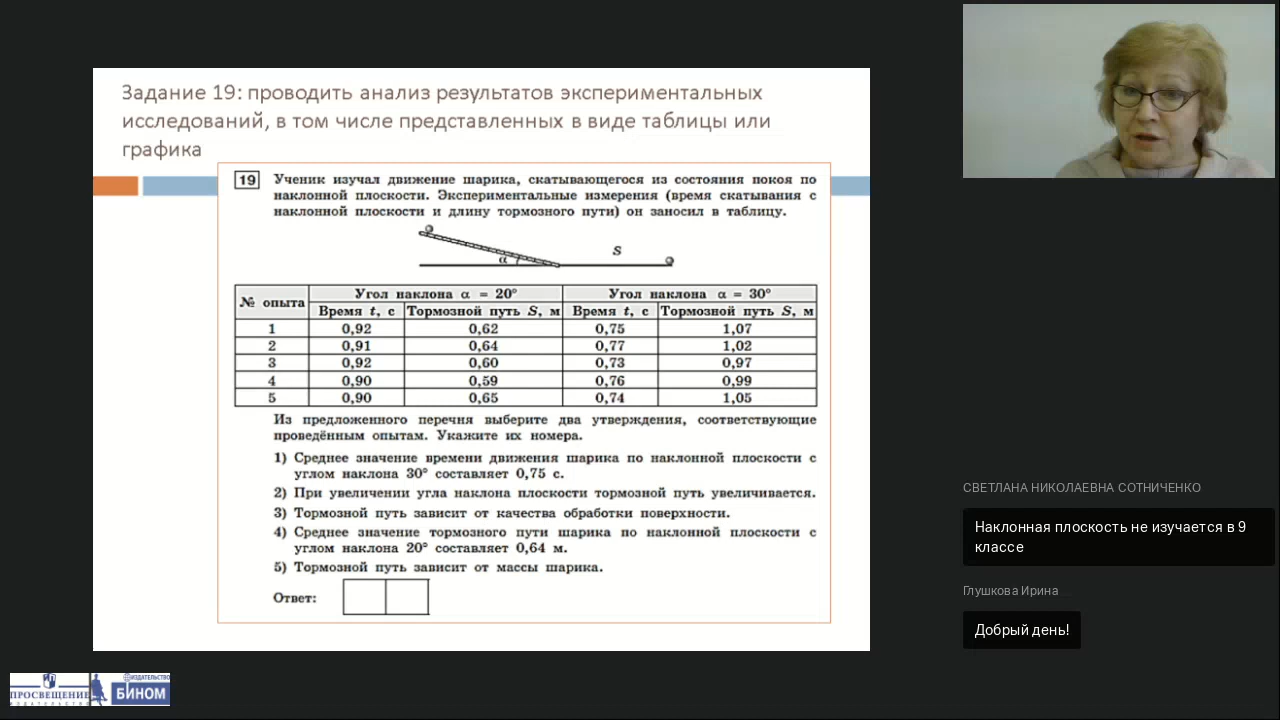 Задание 19: проводить анализ результатов экспериментальных
исследований, в том числе представленных в виде таблицы или
графика
19 Ученик изучал движение шарика, скатывающегося из состояния покоя по
наклонной плоскости. Экспериментальные измерения (время скатывания с
наклонной плоскости и длину тормозного пути) он заносил в таблицу.
α S
№ опыта Угол наклона α = 20° Угол наклона α = 30°
Время t, с Тормозной путь S, м Время t, с Тормозной путь S, м
1 0,92 0,62 0,75 1,07
2 0,91 0,64 0,77 1,02
3 0,92 0,60 0,73 0,97
4 0,90 0,59 0,76 0,99
5 0,90 0,65 0,74 1,05
Из предложенного перечня выберите два утверждения, соответствующие
проведённым опытам. Укажите их номера.
1) Среднее значение времени движения шарика по наклонной плоскости с
углом наклона 30° составляет 0,75 с.
2) При увеличении угла наклона плоскости тормозной путь увеличивается.
3) Тормозной путь зависит от качества обработки поверхности.
4) Среднее значение тормозного пути шарика по наклонной плоскости с
углом наклона 20° составляет 0,64 м.
5) Тормозной путь зависит от массы шарика.
Ответ:
СВЕТЛАНА НИКОЛАЕВНА СОТНИЧЕНКО
Наклонная плоскость не изучается в 9
классе
Глушкова Ирина
Добрый день!
ПРОСВЕЩЕНИЕ
ИЗДАТЕЛЬСТВО
ИЗДАТЕЛЬСТВО
БИНОМ